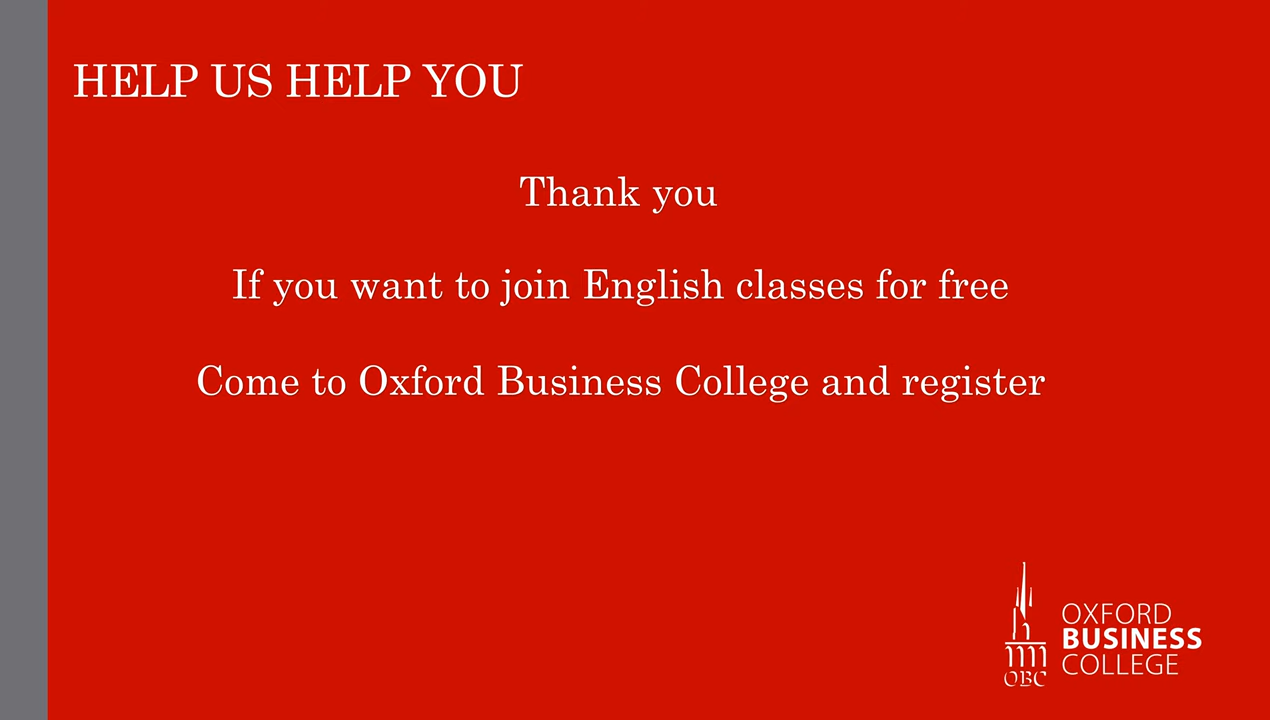 HELP US HELP YOU
Thank you
If you want to join English classes for free
Come to Oxford Business College and register
OXFORD
BUSINESS
COLLEGE
OBC